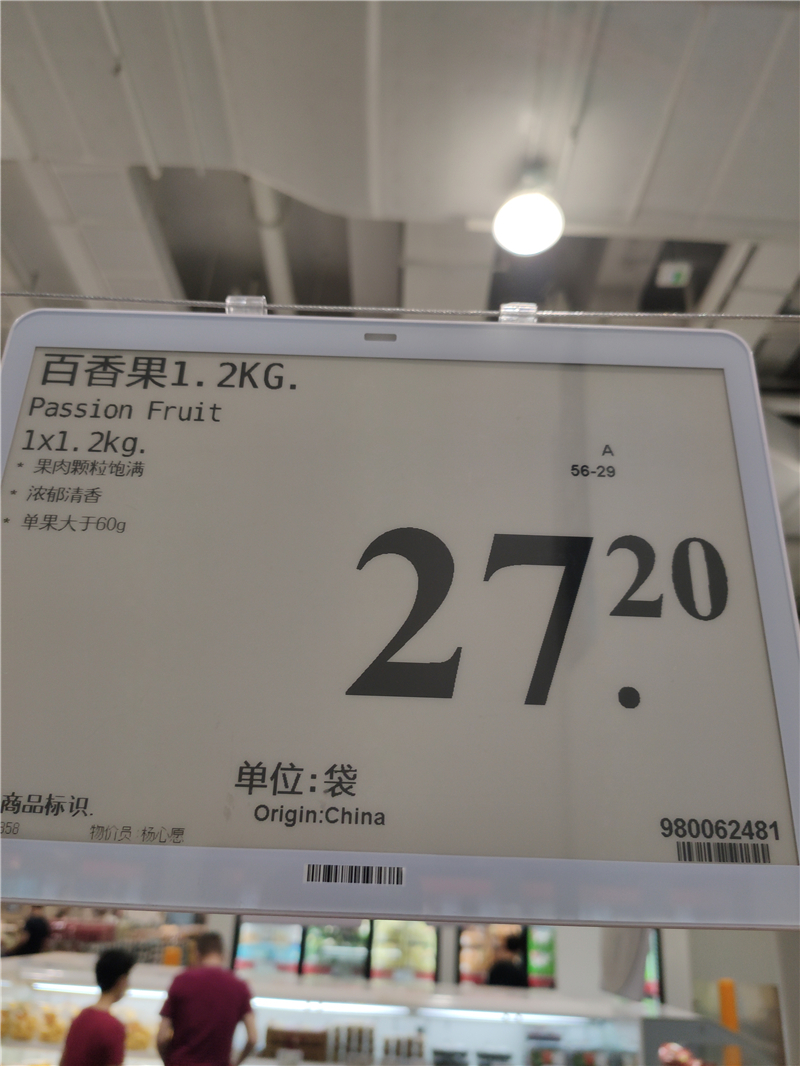 百香果1.2KG.
Passion Fruit
1x1.2kg.
* 果肉颗粒饱满
* 浓郁清香
* 单果大于60g
A
56-29
27.20
单位:袋
Origin:China
商品标识.
358
物价员:杨心愿
980062481